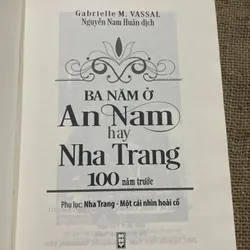 Gabrielle M. VASSAL
Nguyễn Nam Huân dịch
BA NĂM Ở
An Nam
hay
Nha Trang
100 năm trước
Phụ lục: Nha Trang - Một cái nhìn hoài cổ